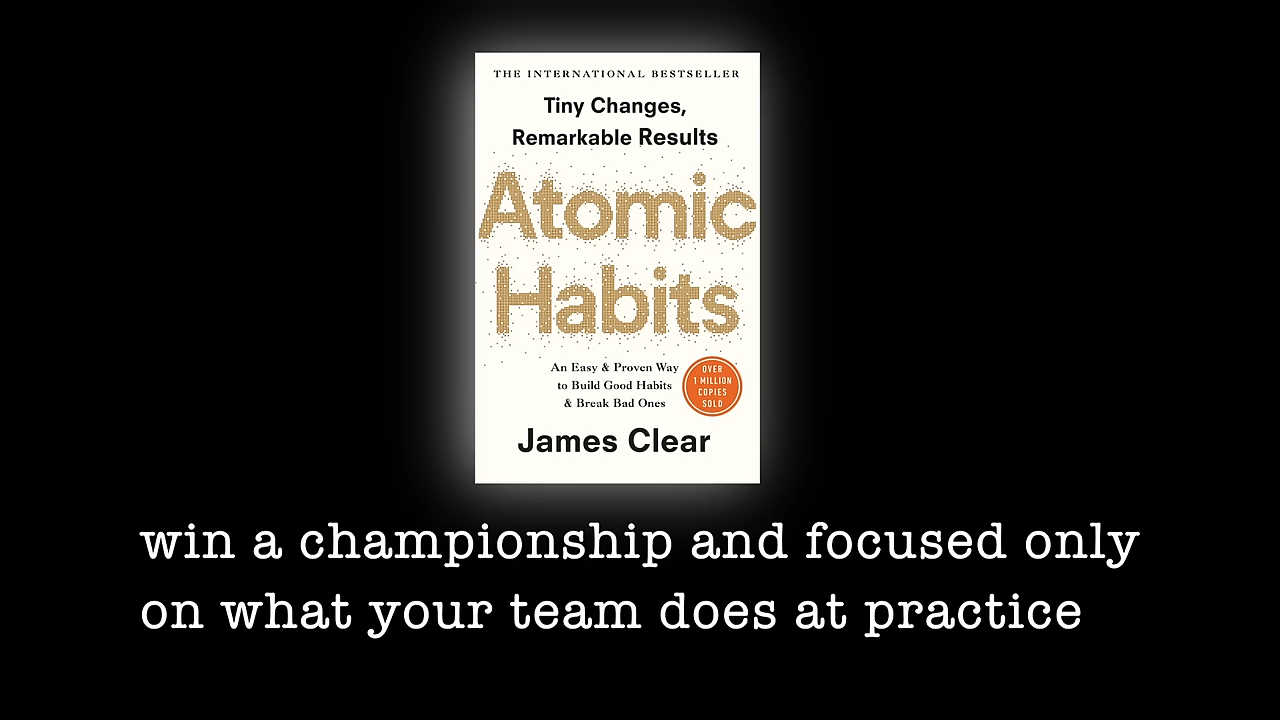 THE INTERNATIONAL BESTSELLER
Tiny Changes,
Remarkable Results
Atomic
Habits
An Easy & Proven Way
to Build Good Habits
& Break Bad Ones
OVER
1 MILLION
COPIES
SOLD
James Clear
win a championship and focused only
on what your team does at practice